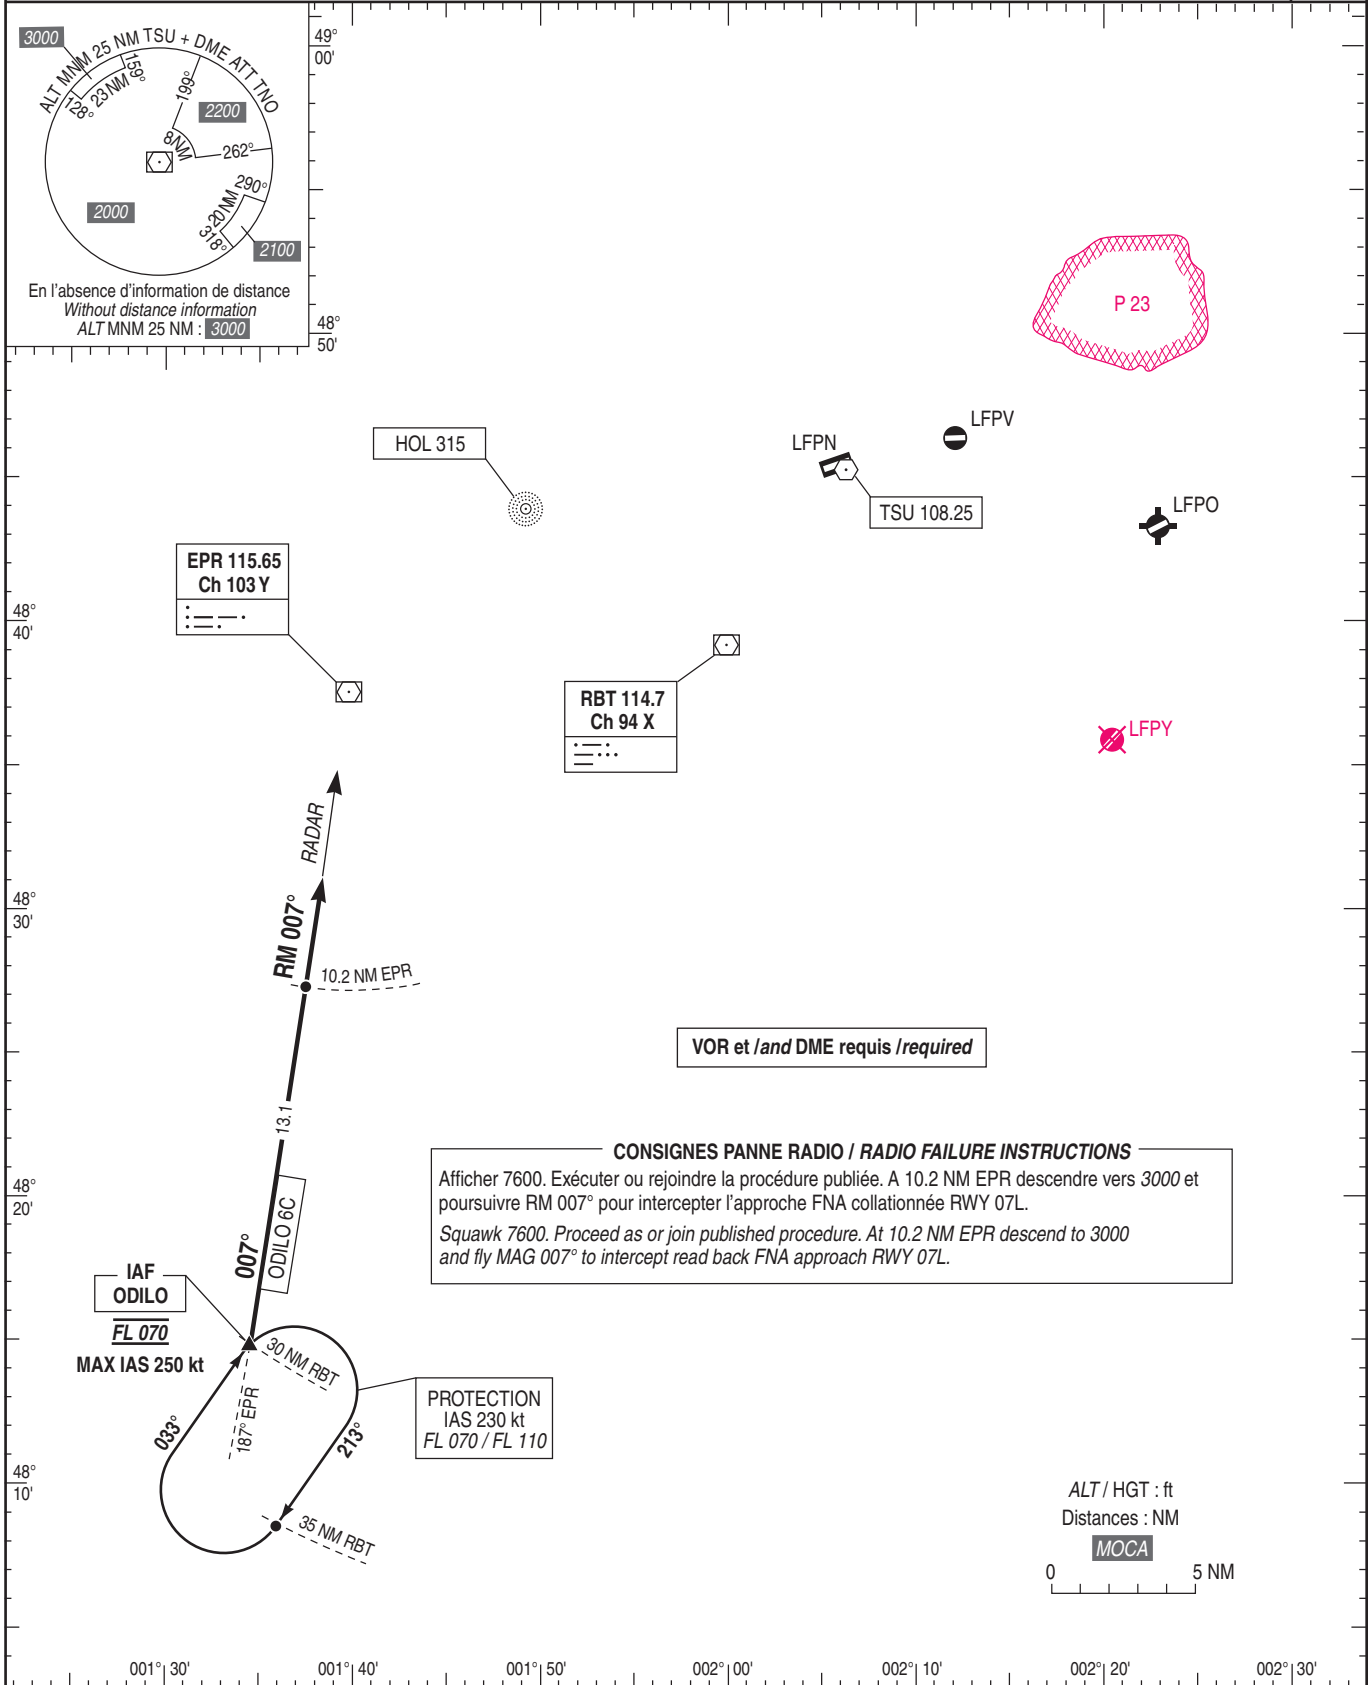 3000
ALT MNM 25 NM TSU + DME ATT TNO
159°
128°
23 NM
199°
2200
8NM
262°
290°
20 NM
318°
2000
2100
En l'absence d'information de distance
Without distance information
ALT MNM 25 NM : 3000
49°
00'
48°
50'
P 23
HOL 315
LFPN
LFPV
TSU 108.25
LFPO
EPR 115.65
Ch 103 Y
48°
40'
RBT 114.7
Ch 94 X
LFPY
RADAR
48°
30'
RM 007°
10.2 NM EPR
VOR et /and DME requis /required
13.1
CONSIGNES PANNE RADIO / RADIO FAILURE INSTRUCTIONS
Afficher 7600. Exécuter ou rejoindre la procédure publiée. A 10.2 NM EPR descendre vers 3000 et
poursuivre RM 007° pour intercepter l'approche FNA collationnée RWY 07L.
Squawk 7600. Proceed as or join published procedure. At 10.2 NM EPR descend to 3000
and fly MAG 007° to intercept read back FNA approach RWY 07L.
48°
20'
007°
ODILO 6C
IAF
ODILO
FL 070
MAX IAS 250 kt
30 NM RBT
187° EPR
033°
213°
PROTECTION
IAS 230 kt
FL 070 / FL 110
48°
10'
35 NM RBT
ALT / HGT : ft
Distances : NM
MOCA
0 5 NM
001° 30' 001° 40' 001° 50' 002° 00' 002° 10' 002° 20' 002° 30'